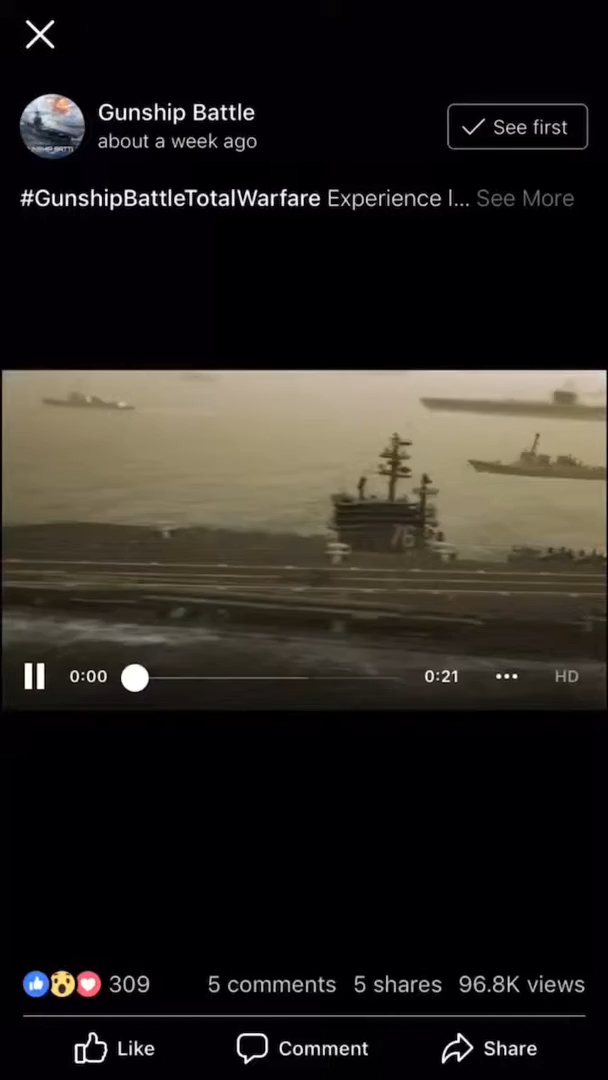 Gunship Battle
about a week ago
See first
#GunshipBattleTotalWarfare Experience I... See More
76
0:00
0:21
HD
309
5 comments
5 shares
96.8K views
Like
Comment
Share